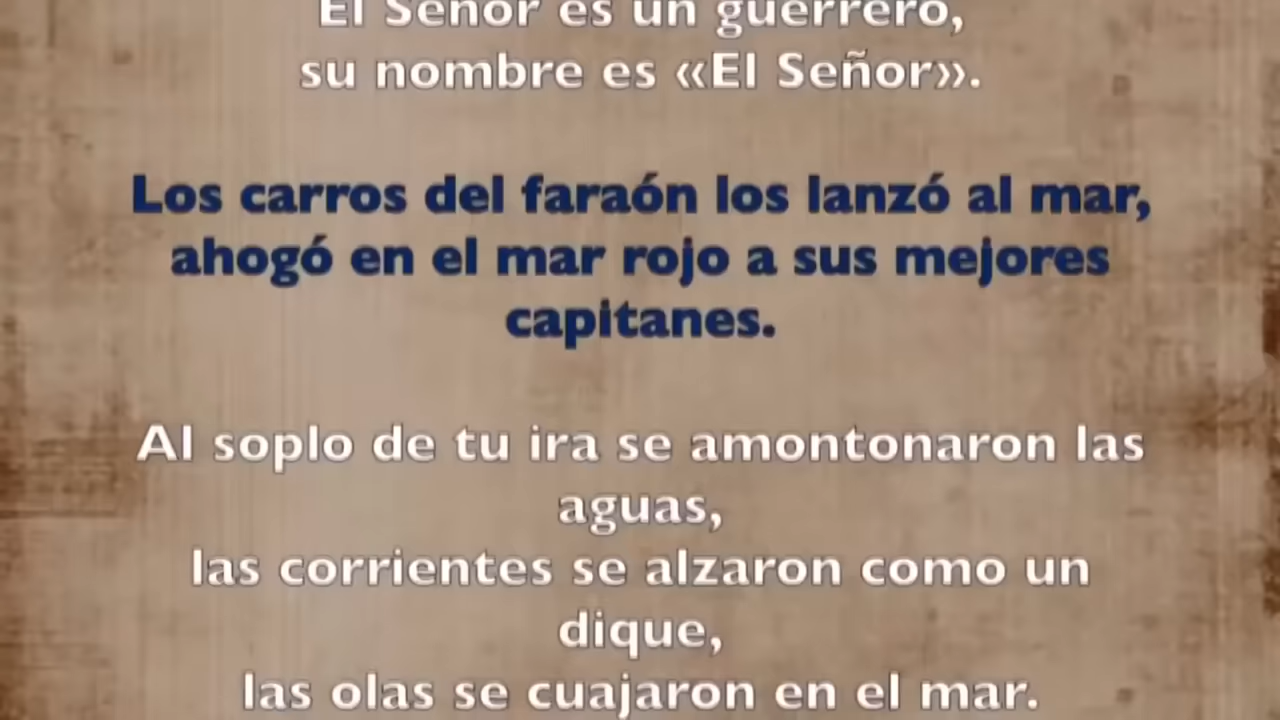 El Señor es un guerrero,
su nombre es «El Señor».
Los carros del faraón los lanzó al mar,
ahogó en el mar rojo a sus mejores
capitanes.
Al soplo de tu ira se amontonaron las
aguas,
las corrientes se alzaron como un
dique,
las olas se cuajaron en el mar.